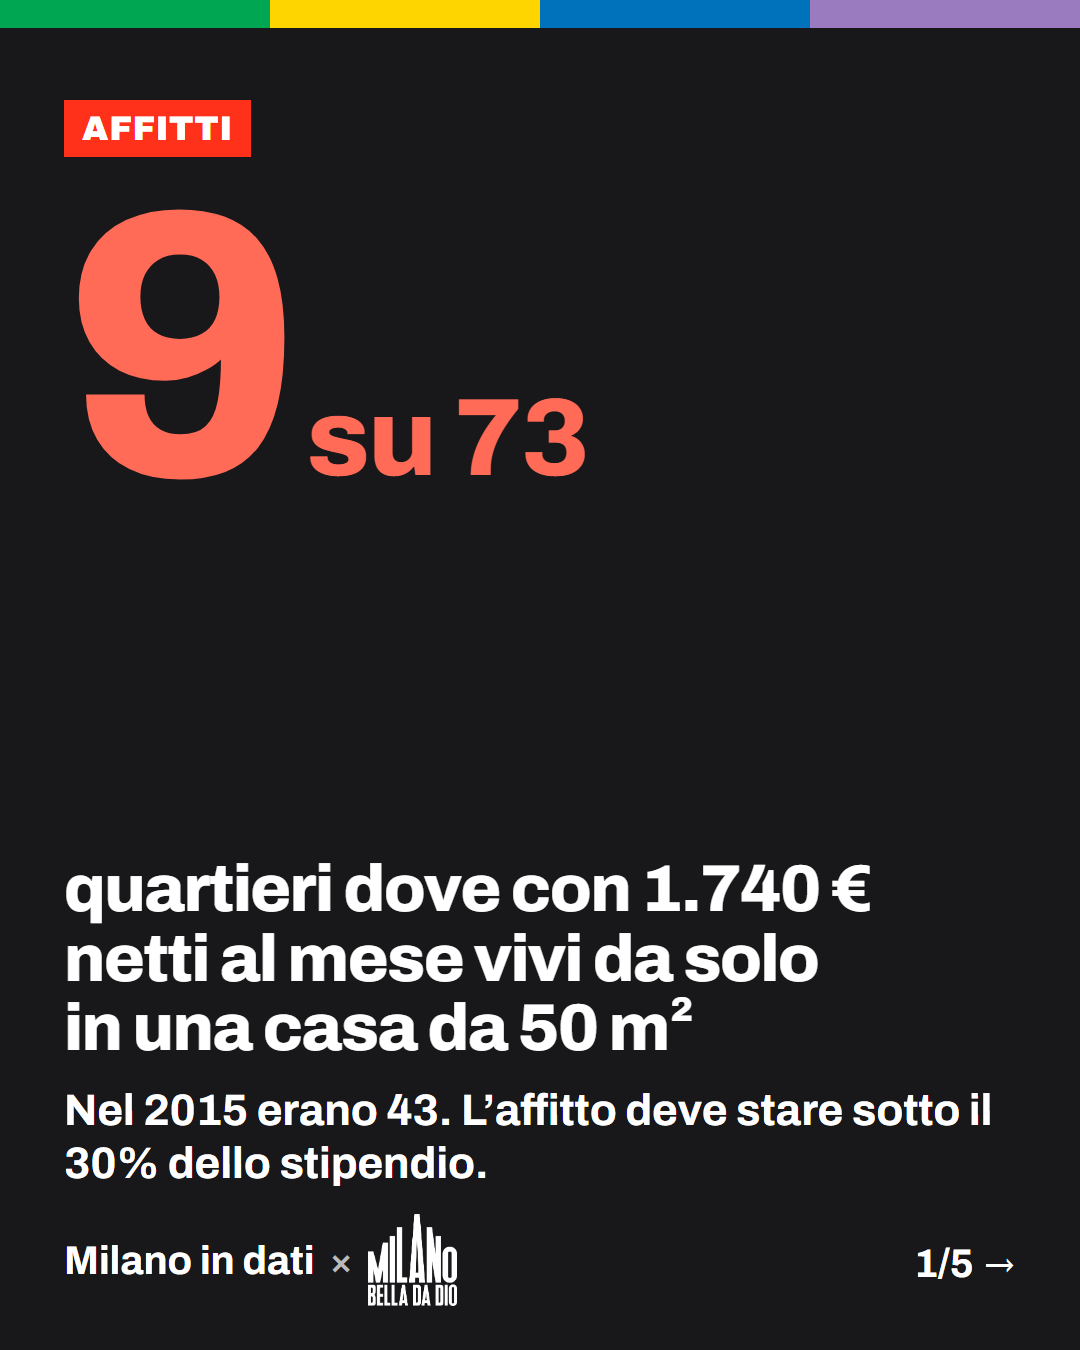 AFFITTI
9 su 73
quartieri dove con 1.740 €
netti al mese vivi da solo
in una casa da 50 m²
Nel 2015 erano 43. L’affitto deve stare sotto il
30% dello stipendio.
Milano in dati × MILANO
BELLA DA DIO
1/5 →